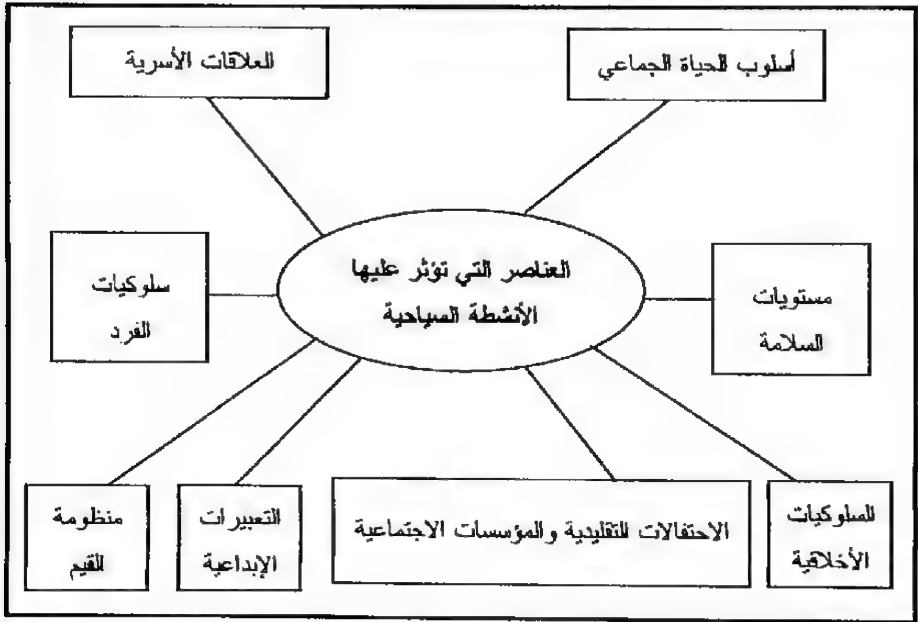 أسلوب الحياة الجماعي
العلاقات الأسرية
العناصر التي تؤثر عليها
الأنشطة السياحية
مستويات
السلامة
سلوكيات
الفرد
السلوكيات
الأخلاقية
الاحتفالات التقليدية والمؤسسات الاجتماعية
التعبيرات
الإبداعية
منظومة
القيم